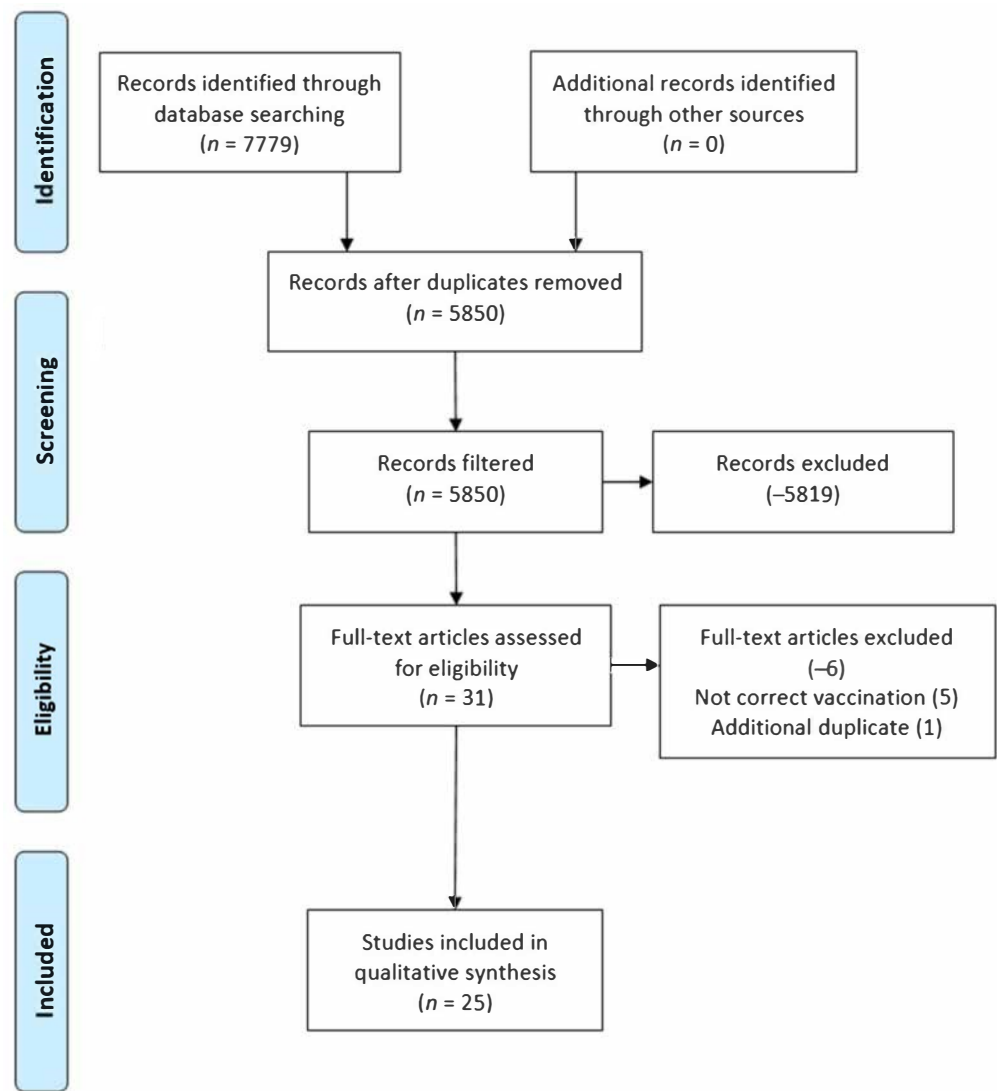 Identification
Records identified through
database searching
(n = 7779)
Additional records identified
through other sources
(n = 0)
Records after duplicates removed
(n = 5850)
Screening
Records filtered
(n = 5850)
Records excluded
(–5819)
Eligibility
Full-text articles assessed
for eligibility
(n = 31)
Full-text articles excluded
(–6)
Not correct vaccination (5)
Additional duplicate (1)
Included
Studies included in
qualitative synthesis
(n = 25)